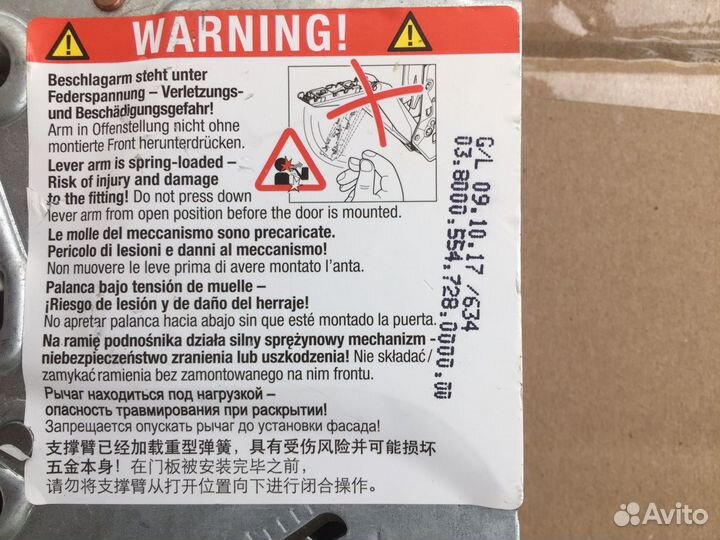 WARNING!
Beschlagarm steht unter
Federspannung – Verletzungs-
und Beschädigungsgefahr!
Arm in Offenstellung nicht ohne
montierte Front herunterdrücken.
Lever arm is spring-loaded –
Risk of injury and damage
to the fitting! Do not press down
lever arm from open position before the door is mounted.
Le molle del meccanismo sono precaricate.
Pericolo di lesioni e danni al meccanismo!
Non muovere le leve prima di avere montato l'anta.
Palanca bajo tensión de muelle –
¡Riesgo de lesión y de daño del herraje!
No apretar palanca hacia abajo sin que esté montado la puerta.
Na ramię podnośnika działa silny sprężynowy mechanizm -
niebezpieczeństwo zranienia lub uszkodzenia! Nie składać /
zamykać ramienia bez zamontowanego na nim frontu.
Рычаг находиться под нагрузкой –
опасность травмирования при раскрытии!
Запрещается опускать рычаг до установки фасада!
支撑臂已经加载重型弹簧，具有受伤风险并可能损坏
五金本身！在门板被安装完毕之前，
请勿将支撑臂从打开位置向下进行闭合操作。
G/L 09.10.17 /634
03.8000.554.728.0000.00
Avito